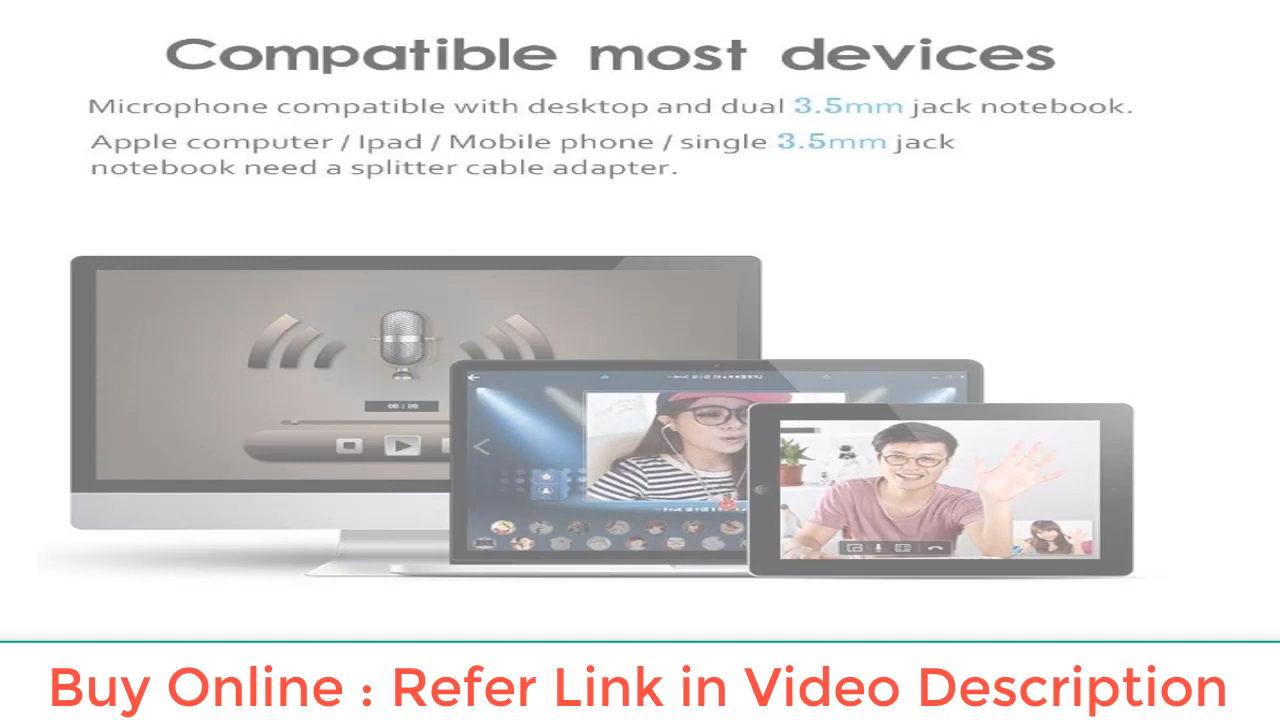 Compatible most devices
Microphone compatible with desktop and dual 3.5mm jack notebook.
Apple computer / Ipad / Mobile phone / single 3.5mm jack
notebook need a splitter cable adapter.
00 : 00
Buy Online : Refer Link in Video Description